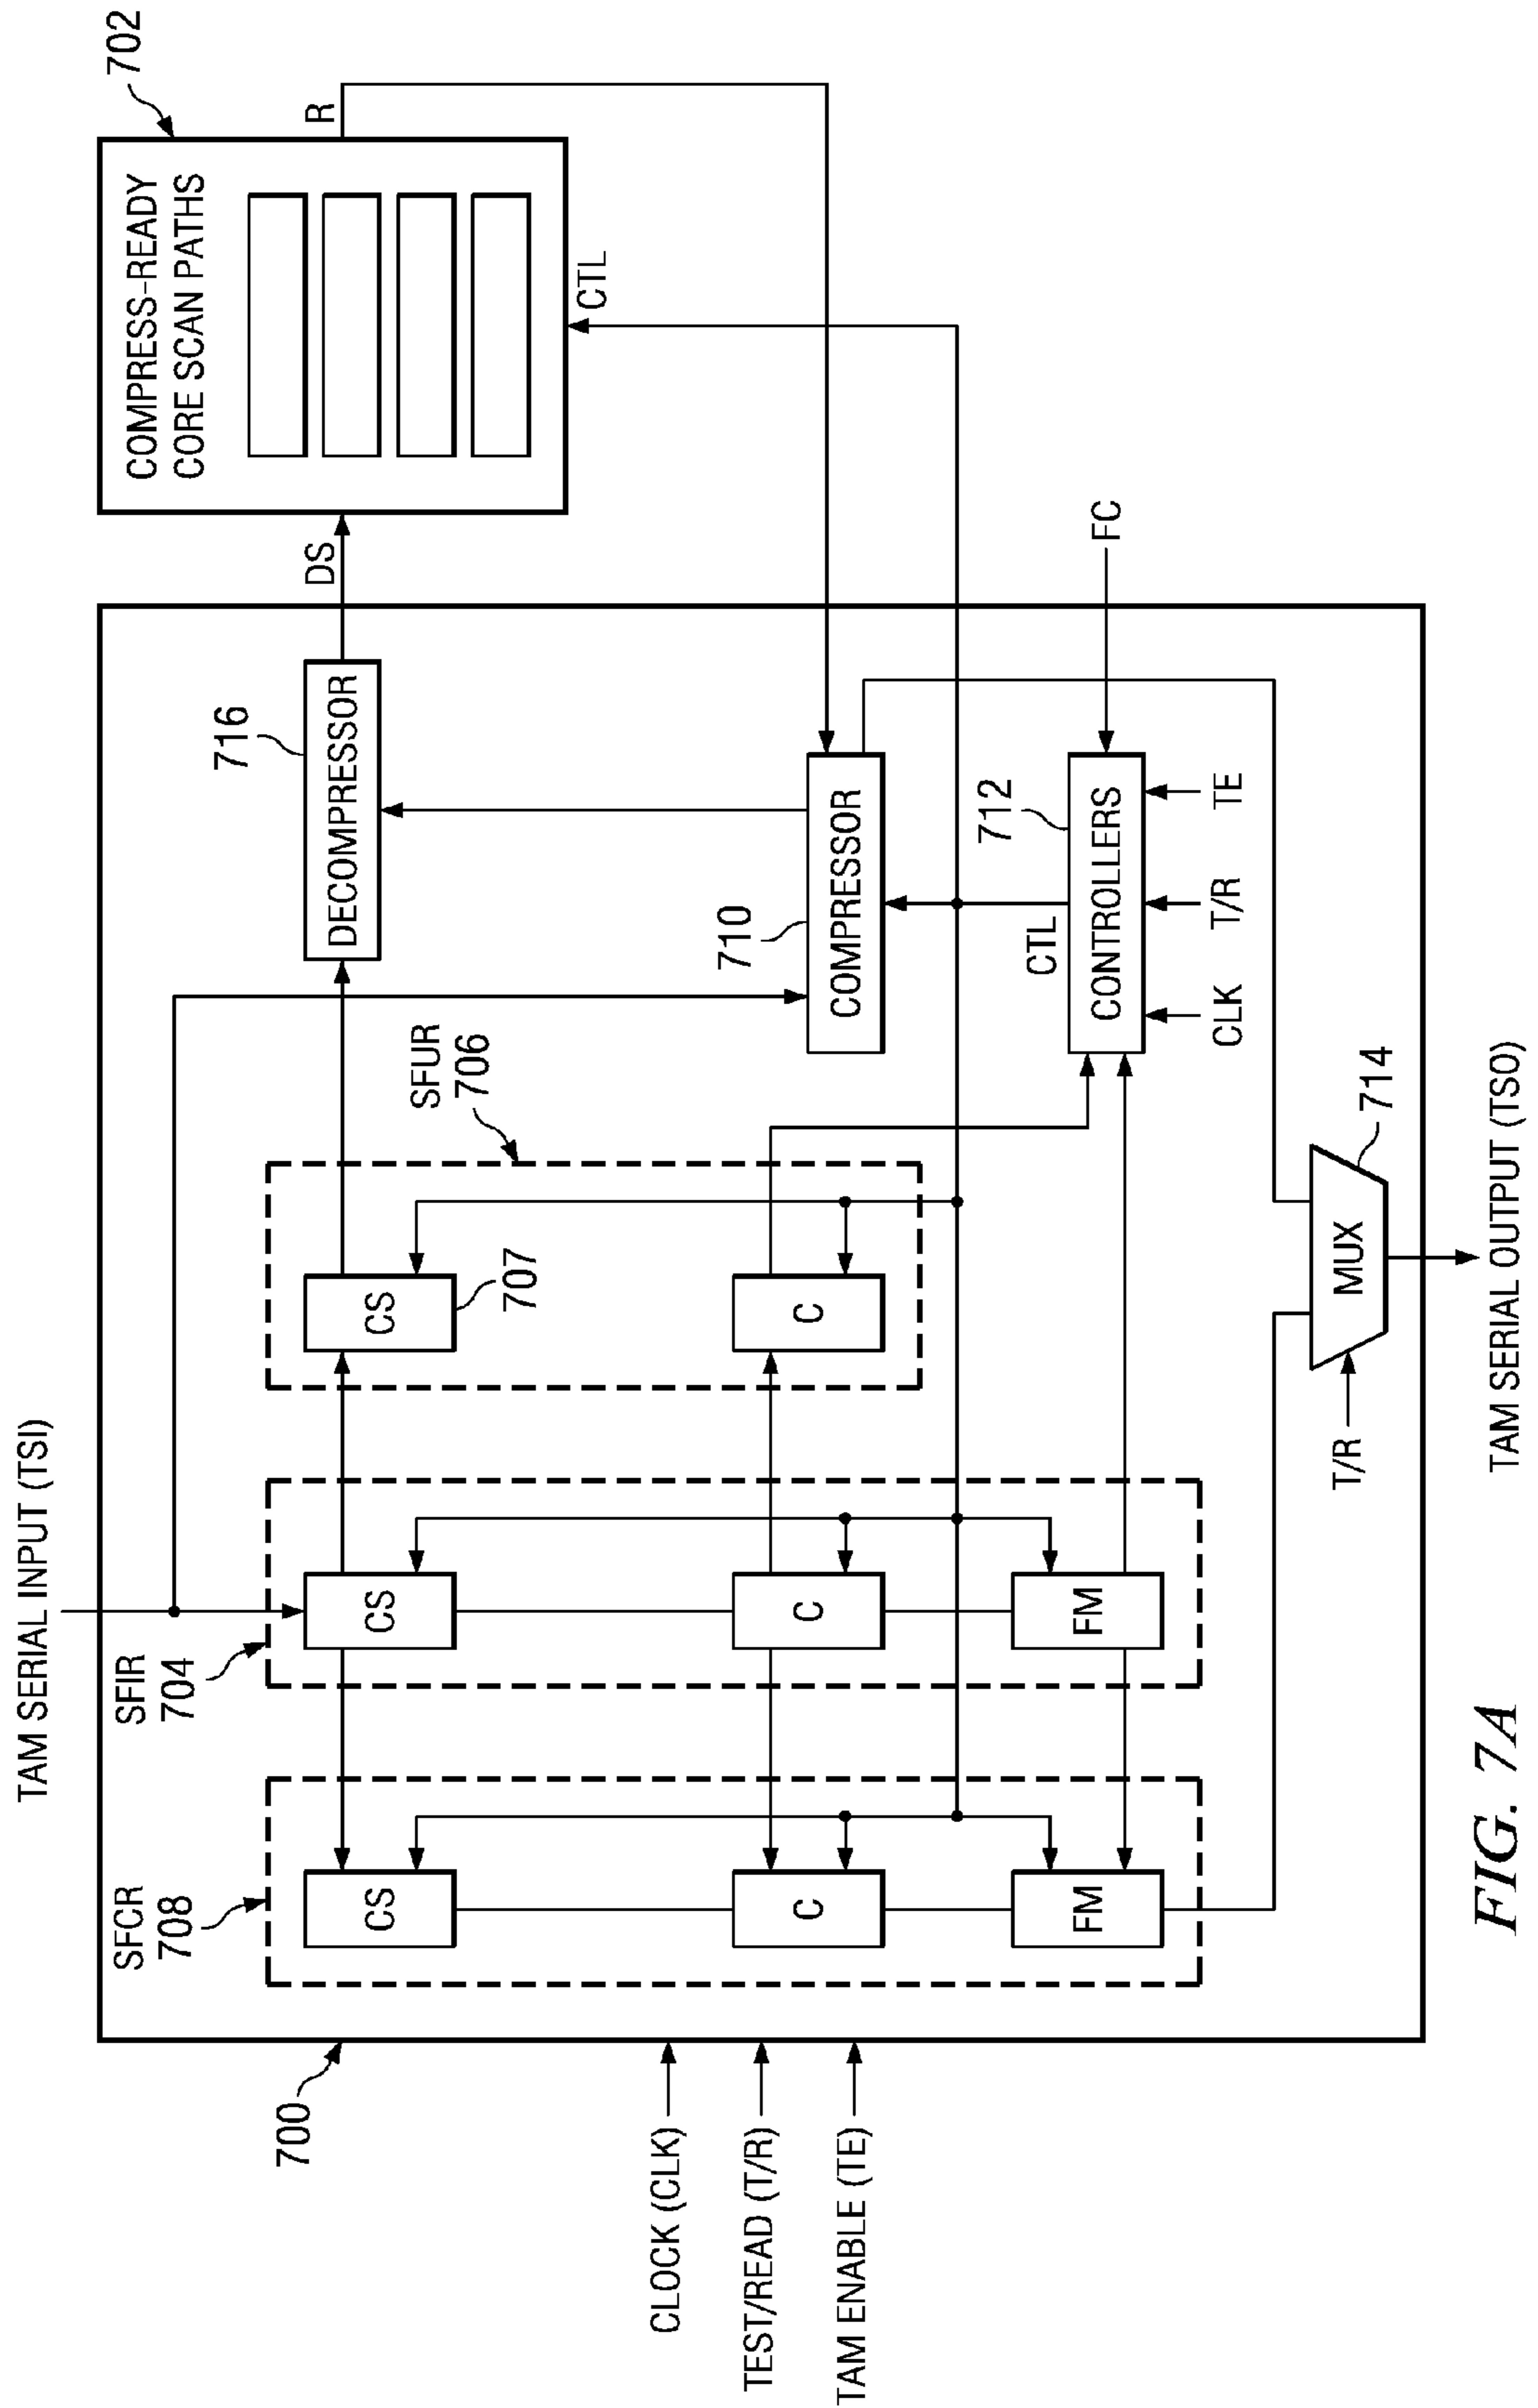 TAM SERIAL INPUT (TSI)
702
COMPRESS-READY
CORE SCAN PATHS
R
DS
CTL
716
DECOMPRESSOR
SFCR
708
SFIR
704
SFUR
706
CS
CS
CS
707
710
COMPRESSOR
C
C
C
CTL
712
CONTROLLERS
FC
FM
FM
CLK
T/R
TE
700
CLOCK (CLK)
TEST/READ (T/R)
TAM ENABLE (TE)
T/R
MUX
714
TAM SERIAL OUTPUT (TSO)
FIG. 7A